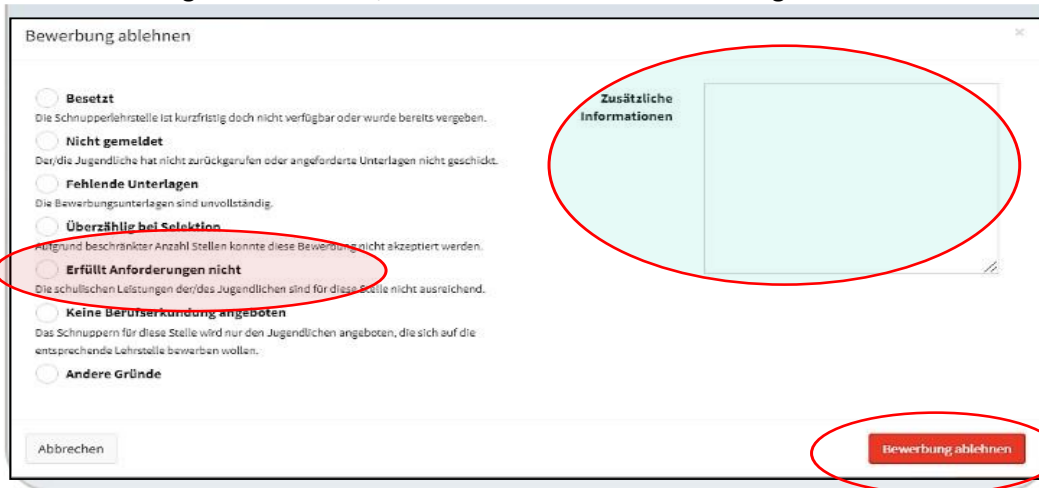 Bewerbung ablehnen ×
Besetzt
Die Schnupperlehrstelle ist kurzfristig doch nicht verfügbar oder wurde bereits vergeben.
Nicht gemeldet
Der/die Jugendliche hat nicht zurückgerufen oder angeforderte Unterlagen nicht geschickt.
Fehlende Unterlagen
Die Bewerbungsunterlagen sind unvollständig.
Überzählig bei Selektion
Aufgrund beschränkter Anzahl Stellen konnte diese Bewerbung nicht akzeptiert werden.
Erfüllt Anforderungen nicht
Die schulischen Leistungen der/des Jugendlichen sind für diese Stelle nicht ausreichend.
Keine Berufserkundung angeboten
Das Schnuppern für diese Stelle wird nur den Jugendlichen angeboten, die sich auf die
entsprechende Lehrstelle bewerben wollen.
Andere Gründe
Zusätzliche
Informationen
Abbrechen
Bewerbung ablehnen